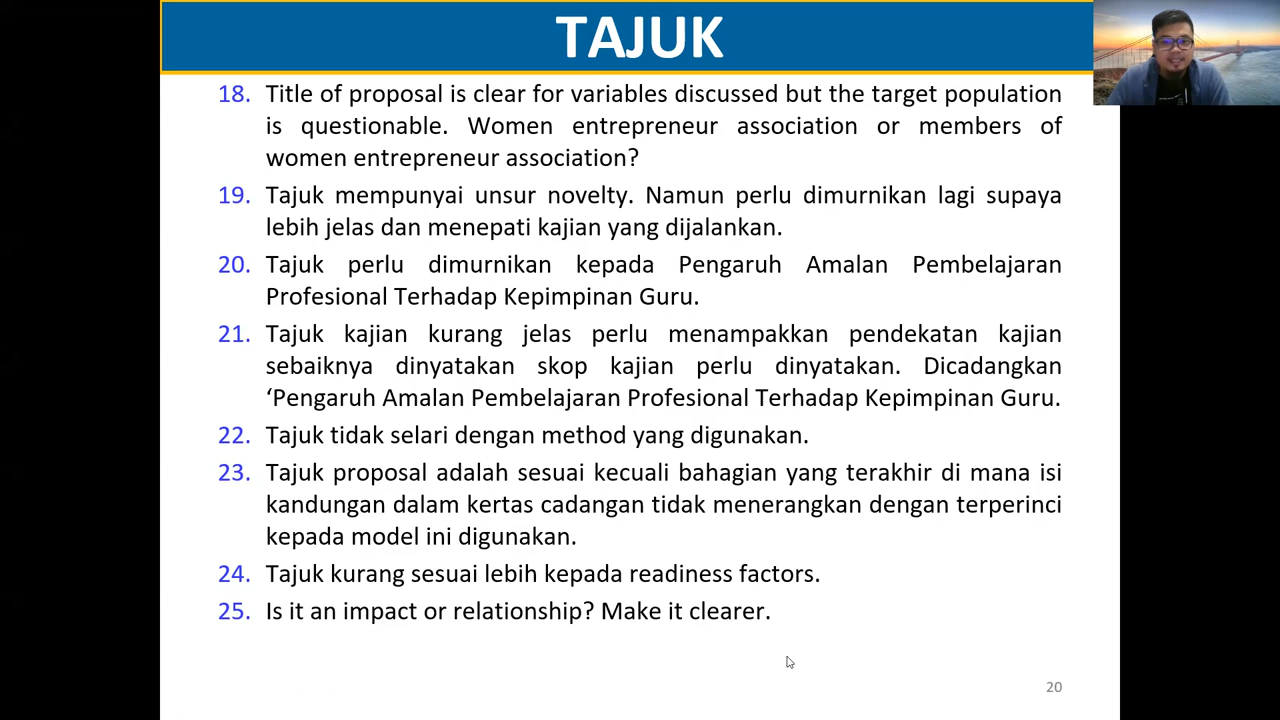 TAJUK
18. Title of proposal is clear for variables discussed but the target population
is questionable. Women entrepreneur association or members of
women entrepreneur association?
19. Tajuk mempunyai unsur novelty. Namun perlu dimurnikan lagi supaya
lebih jelas dan menepati kajian yang dijalankan.
20. Tajuk perlu dimurnikan kepada Pengaruh Amalan Pembelajaran
Profesional Terhadap Kepimpinan Guru.
21. Tajuk kajian kurang jelas perlu menampakkan pendekatan kajian
sebaiknya dinyatakan skop kajian perlu dinyatakan. Dicadangkan
‘Pengaruh Amalan Pembelajaran Profesional Terhadap Kepimpinan Guru.
22. Tajuk tidak selari dengan method yang digunakan.
23. Tajuk proposal adalah sesuai kecuali bahagian yang terakhir di mana isi
kandungan dalam kertas cadangan tidak menerangkan dengan terperinci
kepada model ini digunakan.
24. Tajuk kurang sesuai lebih kepada readiness factors.
25. Is it an impact or relationship? Make it clearer.
20